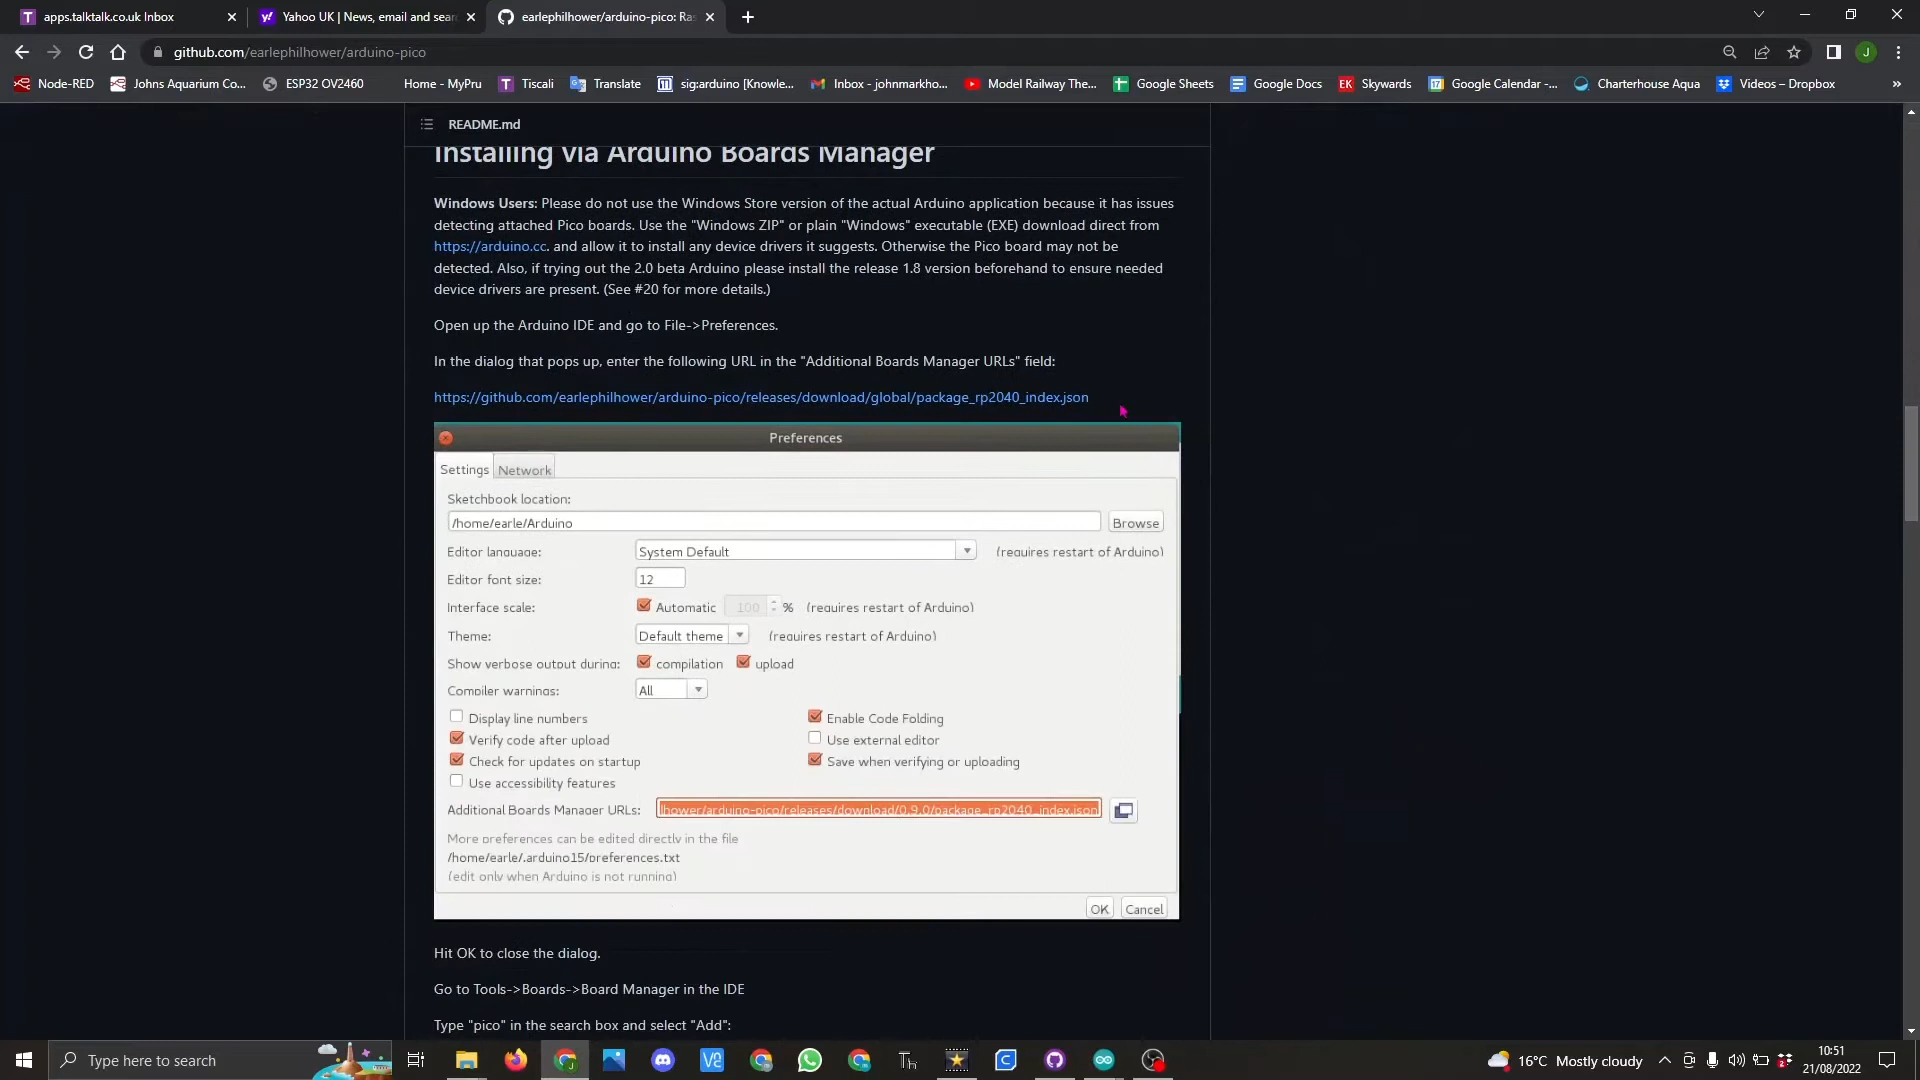 apps.talktalk.co.uk Inbox
Yahoo UK | News, email and sear
earlephilhower/arduino-pico: Ras
github.com/earlephilhower/arduino-pico
J
Node-RED
Johns Aquarium Co...
ESP32 OV2460
Home - MyPru
Tiscali
Translate
sig:arduino [Knowle...
Inbox - johnmarkho...
Model Railway The...
Google Sheets
Google Docs
EK Skywards
Google Calendar -...
Charterhouse Aqua
Videos – Dropbox
»
README.md
Installing via Arduino Boards Manager
Windows Users: Please do not use the Windows Store version of the actual Arduino application because it has issues
detecting attached Pico boards. Use the "Windows ZIP" or plain "Windows" executable (EXE) download direct from
https://arduino.cc. and allow it to install any device drivers it suggests. Otherwise the Pico board may not be
detected. Also, if trying out the 2.0 beta Arduino please install the release 1.8 version beforehand to ensure needed
device drivers are present. (See #20 for more details.)
Open up the Arduino IDE and go to File->Preferences.
In the dialog that pops up, enter the following URL in the "Additional Boards Manager URLs" field:
https://github.com/earlephilhower/arduino-pico/releases/download/global/package_rp2040_index.json
Preferences
Settings Network
Sketchbook location:
/home/earle/Arduino Browse
Editor language: System Default (requires restart of Arduino)
Editor font size: 12
Interface scale: Automatic 100 % (requires restart of Arduino)
Theme: Default theme (requires restart of Arduino)
Show verbose output during: compilation upload
Compiler warnings: All
Display line numbers Enable Code Folding
Verify code after upload Use external editor
Check for updates on startup Save when verifying or uploading
Use accessibility features
Additional Boards Manager URLs: lhower/arduino-pico/releases/download/0.9.0/package_rp2040_index.json
More preferences can be edited directly in the file
/home/earle/.arduino15/preferences.txt
(edit only when Arduino is not running)
OK Cancel
Hit OK to close the dialog.
Go to Tools->Boards->Board Manager in the IDE
Type "pico" in the search box and select "Add":
Type here to search
16°C Mostly cloudy
10:51
21/08/2022